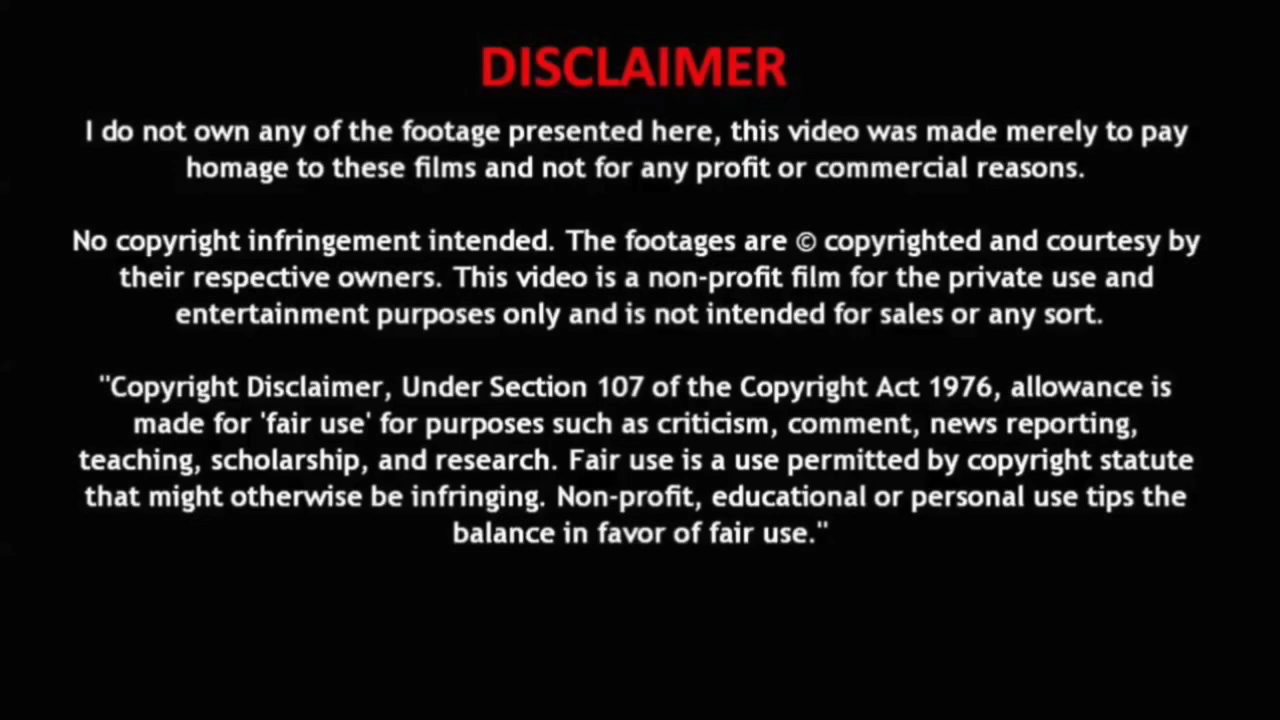 DISCLAIMER
I do not own any of the footage presented here, this video was made merely to pay
homage to these films and not for any profit or commercial reasons.
No copyright infringement intended. The footages are © copyrighted and courtesy by
their respective owners. This video is a non-profit film for the private use and
entertainment purposes only and is not intended for sales or any sort.
"Copyright Disclaimer, Under Section 107 of the Copyright Act 1976, allowance is
made for 'fair use' for purposes such as criticism, comment, news reporting,
teaching, scholarship, and research. Fair use is a use permitted by copyright statute
that might otherwise be infringing. Non-profit, educational or personal use tips the
balance in favor of fair use."